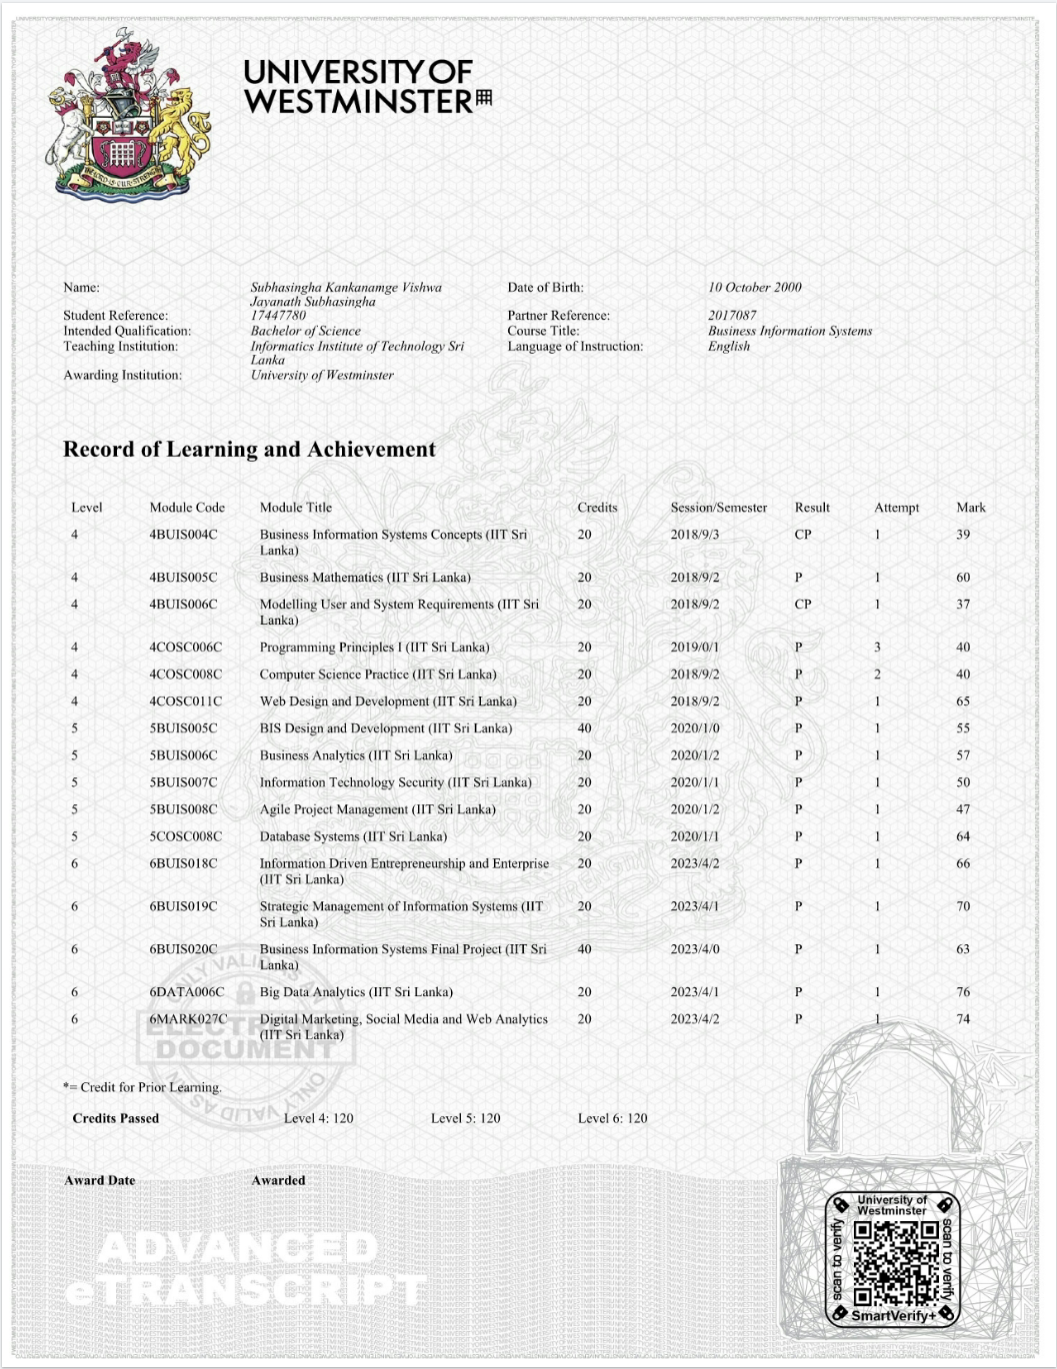 UNIVERSITY OF
WESTMINSTER
Name: Subhasingha Kankanamge Vishwa Date of Birth: 10 October 2000
Jayanath Subhasingha
Student Reference: 17447780 Partner Reference: 2017087
Intended Qualification: Bachelor of Science Course Title: Business Information Systems
Teaching Institution: Informatics Institute of Technology Sri Language of Instruction: English
Lanka
Awarding Institution: University of Westminster
Record of Learning and Achievement
Level Module Code Module Title Credits Session/Semester Result Attempt Mark
4 4BUIS004C Business Information Systems Concepts (IIT Sri 20 2018/9/3 CP 1 39
Lanka)
4 4BUIS005C Business Mathematics (IIT Sri Lanka) 20 2018/9/2 P 1 60
4 4BUIS006C Modelling User and System Requirements (IIT Sri 20 2018/9/2 CP 1 37
Lanka)
4 4COSC006C Programming Principles I (IIT Sri Lanka) 20 2019/0/1 P 3 40
4 4COSC008C Computer Science Practice (IIT Sri Lanka) 20 2018/9/2 P 2 40
4 4COSC011C Web Design and Development (IIT Sri Lanka) 20 2018/9/2 P 1 65
5 5BUIS005C BIS Design and Development (IIT Sri Lanka) 40 2020/1/0 P 1 55
5 5BUIS006C Business Analytics (IIT Sri Lanka) 20 2020/1/2 P 1 57
5 5BUIS007C Information Technology Security (IIT Sri Lanka) 20 2020/1/1 P 1 50
5 5BUIS008C Agile Project Management (IIT Sri Lanka) 20 2020/1/2 P 1 47
5 5COSC008C Database Systems (IIT Sri Lanka) 20 2020/1/1 P 1 64
6 6BUIS018C Information Driven Entrepreneurship and Enterprise 20 2023/4/2 P 1 66
(IIT Sri Lanka)
6 6BUIS019C Strategic Management of Information Systems (IIT 20 2023/4/1 P 1 70
Sri Lanka)
6 6BUIS020C Business Information Systems Final Project (IIT Sri 40 2023/4/0 P 1 63
Lanka)
6 6DATA006C Big Data Analytics (IIT Sri Lanka) 20 2023/4/1 P 1 76
6 6MARK027C Digital Marketing, Social Media and Web Analytics 20 2023/4/2 P 1 74
(IIT Sri Lanka)
ONLY VALID AS AN
ELECTRONIC
DOCUMENT
ONLY VALID AS AN
*= Credit for Prior Learning.
Credits Passed Level 4: 120 Level 5: 120 Level 6: 120
Award Date Awarded
ADVANCED
eTRANSCRIPT
University of
Westminster
scan to verify
scan to verify
SmartVerify+